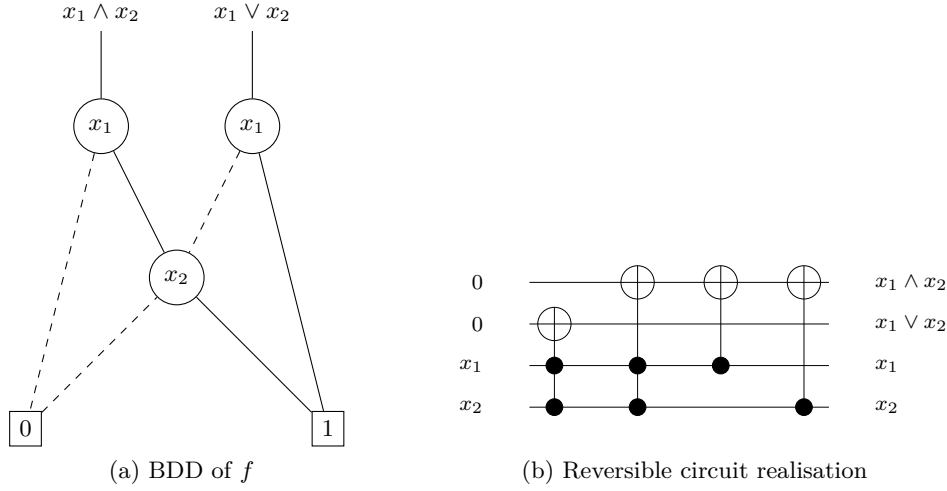 x₁ ∧ x₂
x₁ ∨ x₂
x₁
x₁
x₂
0
1
(a) BDD of f
0
x₁ ∧ x₂
0
x₁ ∨ x₂
x₁
x₁
x₂
x₂
(b) Reversible circuit realisation